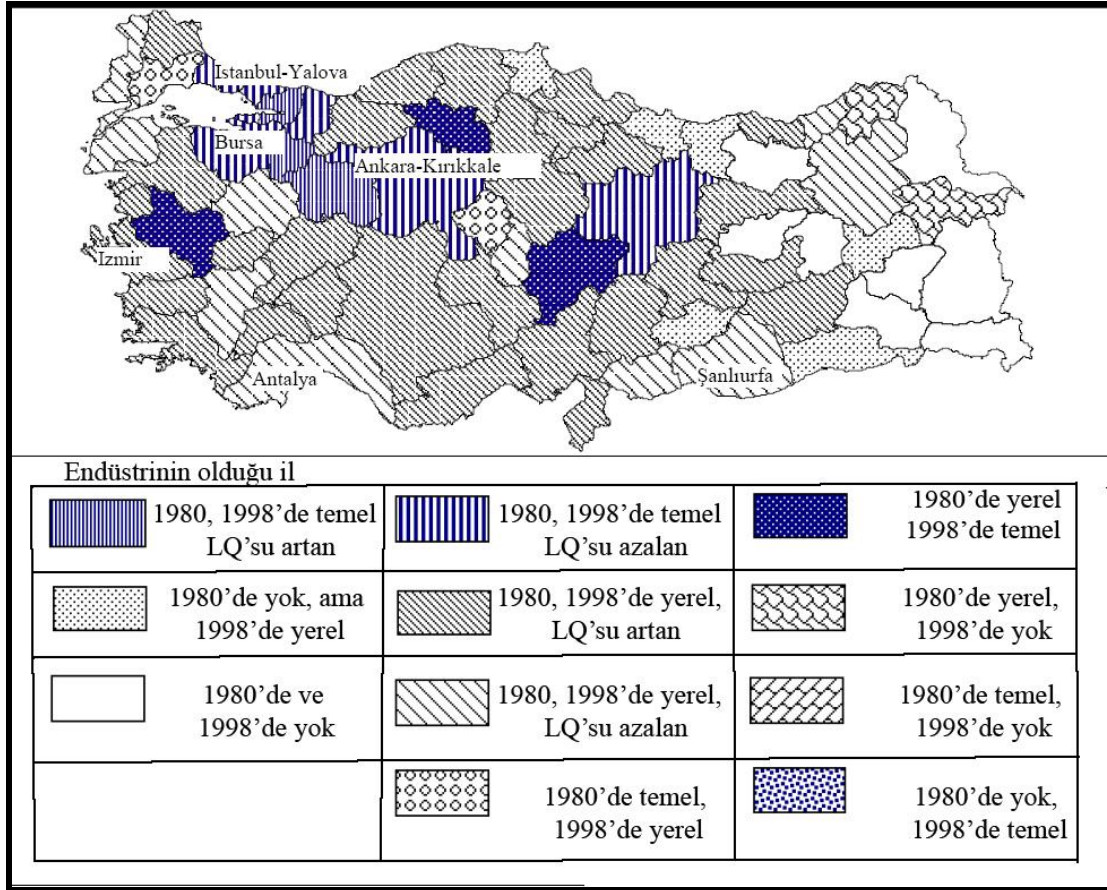 Istanbul-Yalova
Bursa
Ankara-Kırıkkale
Izmir
Antalya
Şanlıurfa
Endüstrinin olduğu il
1980, 1998’de temel
LQ’su artan
1980, 1998’de temel
LQ’su azalan
1980’de yerel
1998’de temel
1980’de yok, ama
1998’de yerel
1980, 1998’de yerel,
LQ’su artan
1980’de yerel,
1998’de yok
1980’de ve
1998’de yok
1980, 1998’de yerel,
LQ’su azalan
1980’de temel,
1998’de yok
1980’de temel,
1998’de yerel
1980’de yok,
1998’de temel